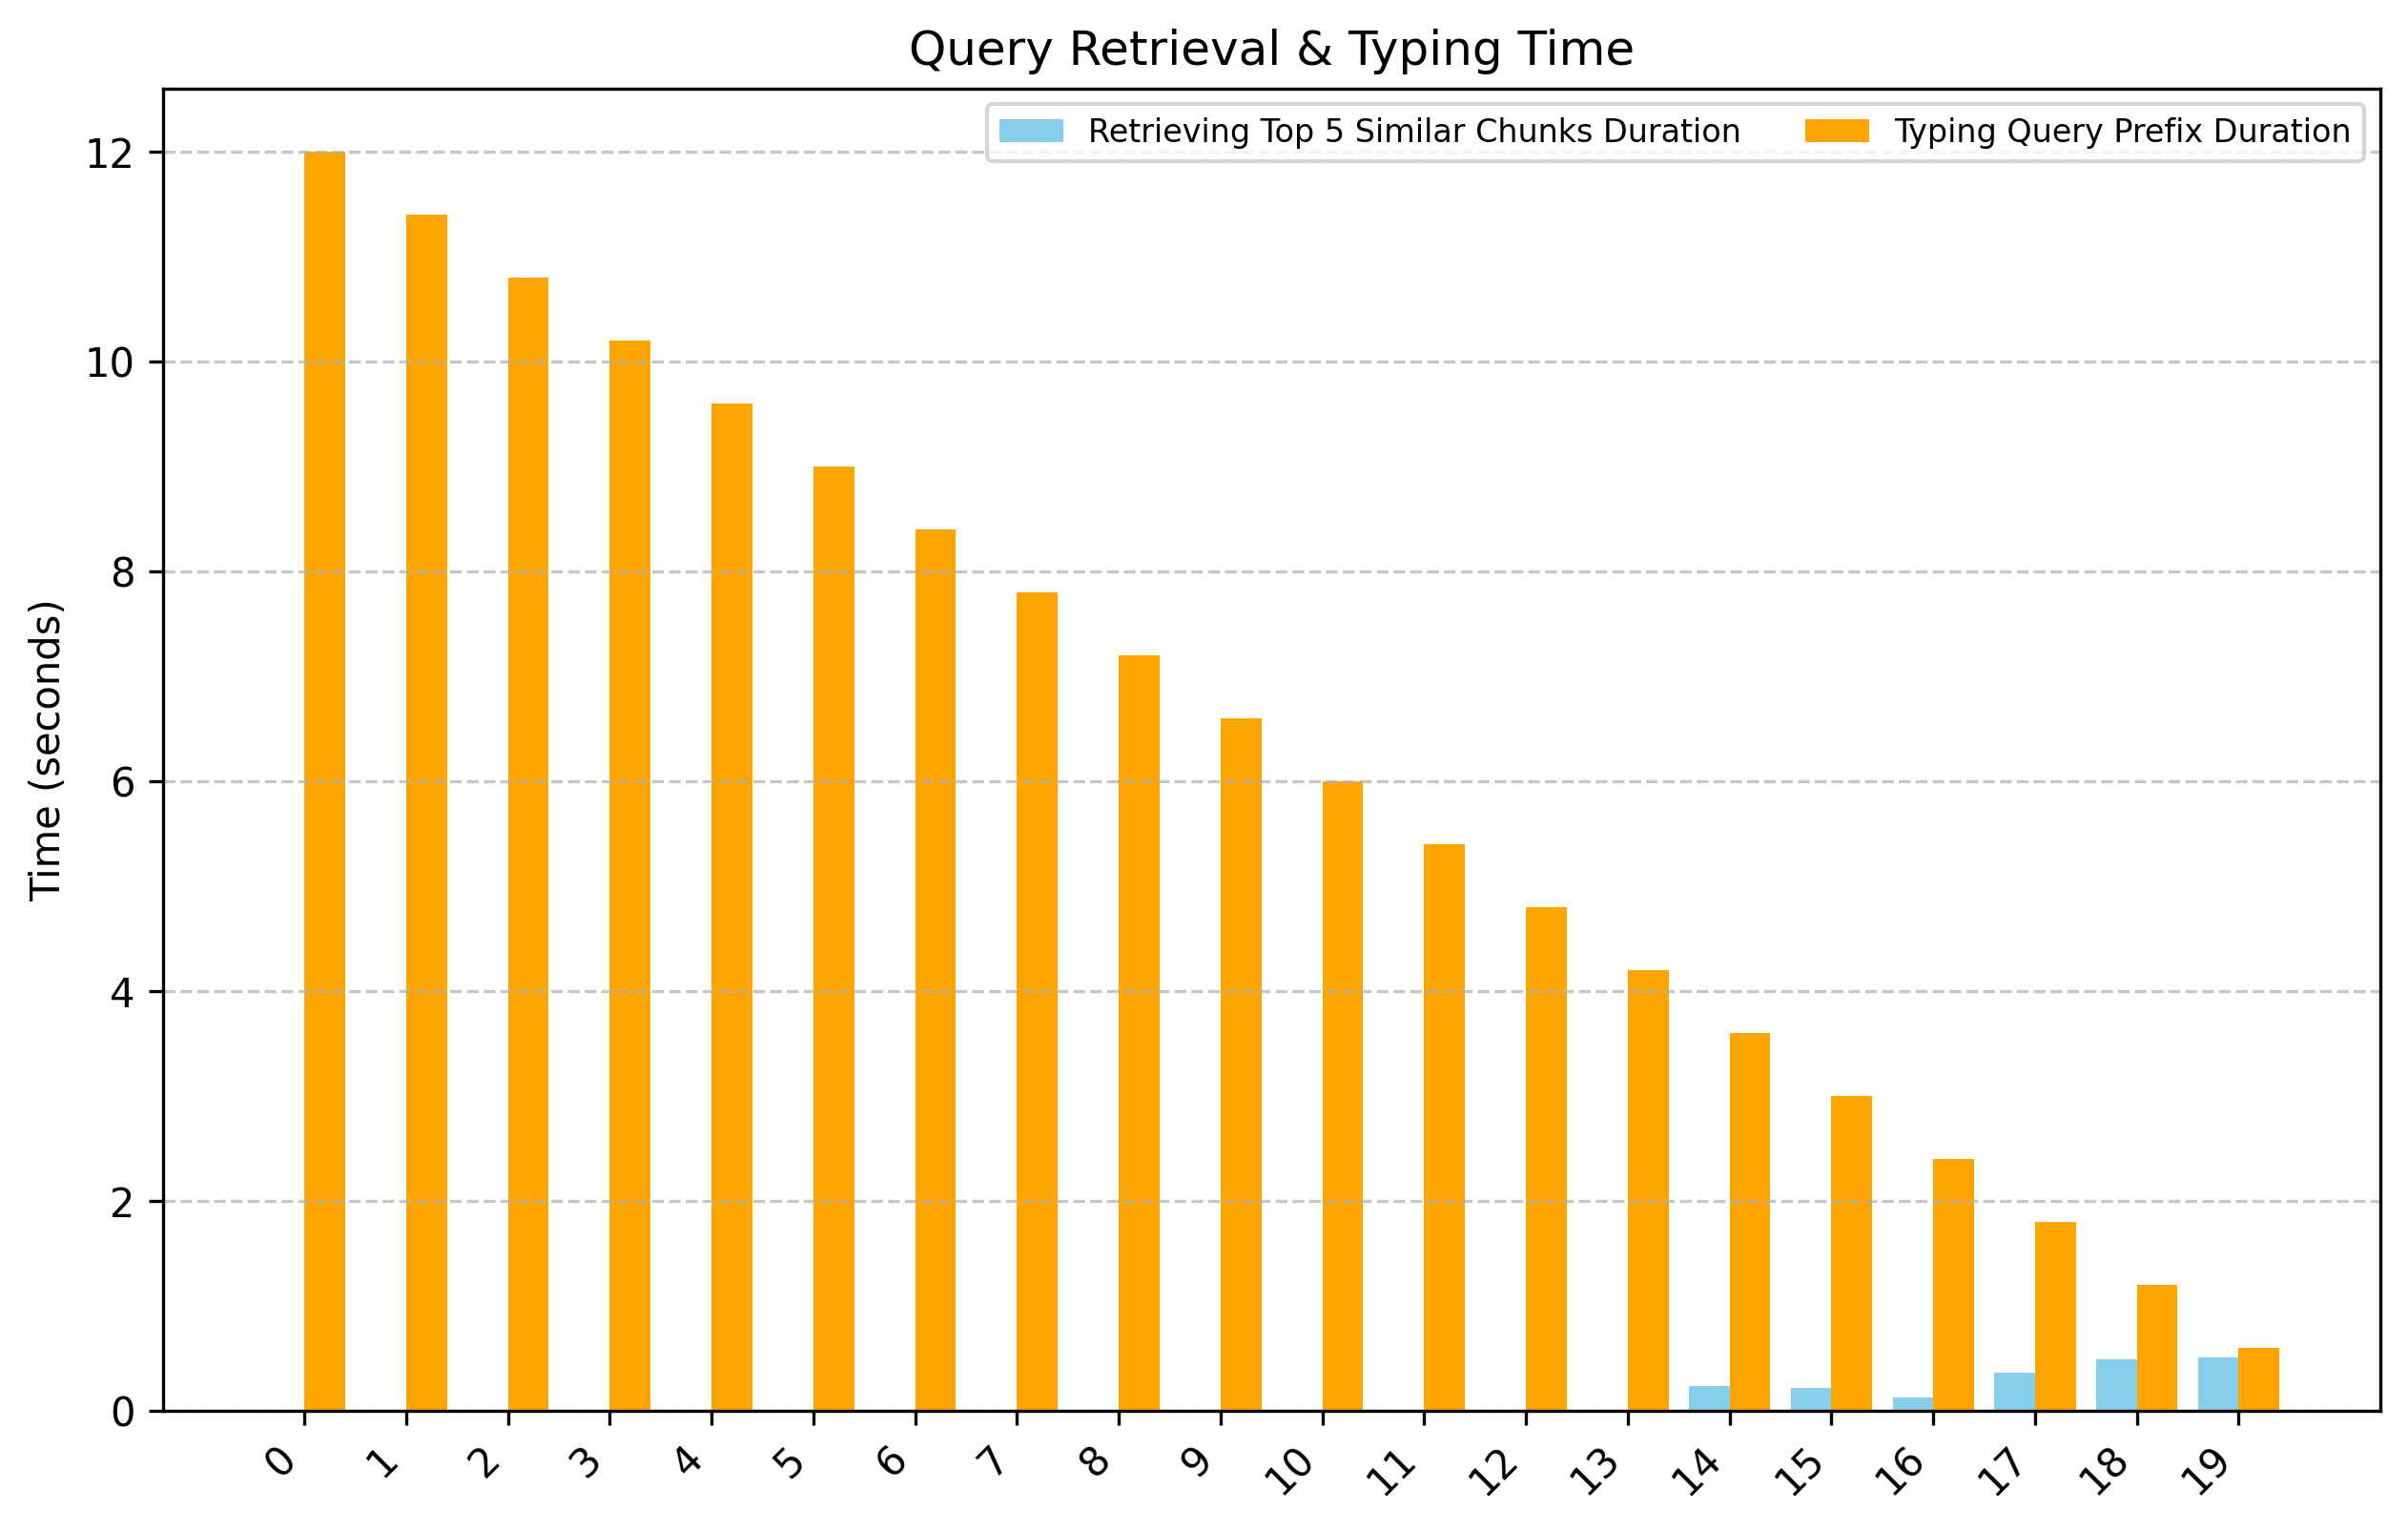 Query Retrieval & Typing Time
Retrieving Top 5 Similar Chunks Duration Typing Query Prefix Duration
Time (seconds)
12
10
8
6
4
2
0
0 1 2 3 4 5 6 7 8 9 10 11 12 13 14 15 16 17 18 19